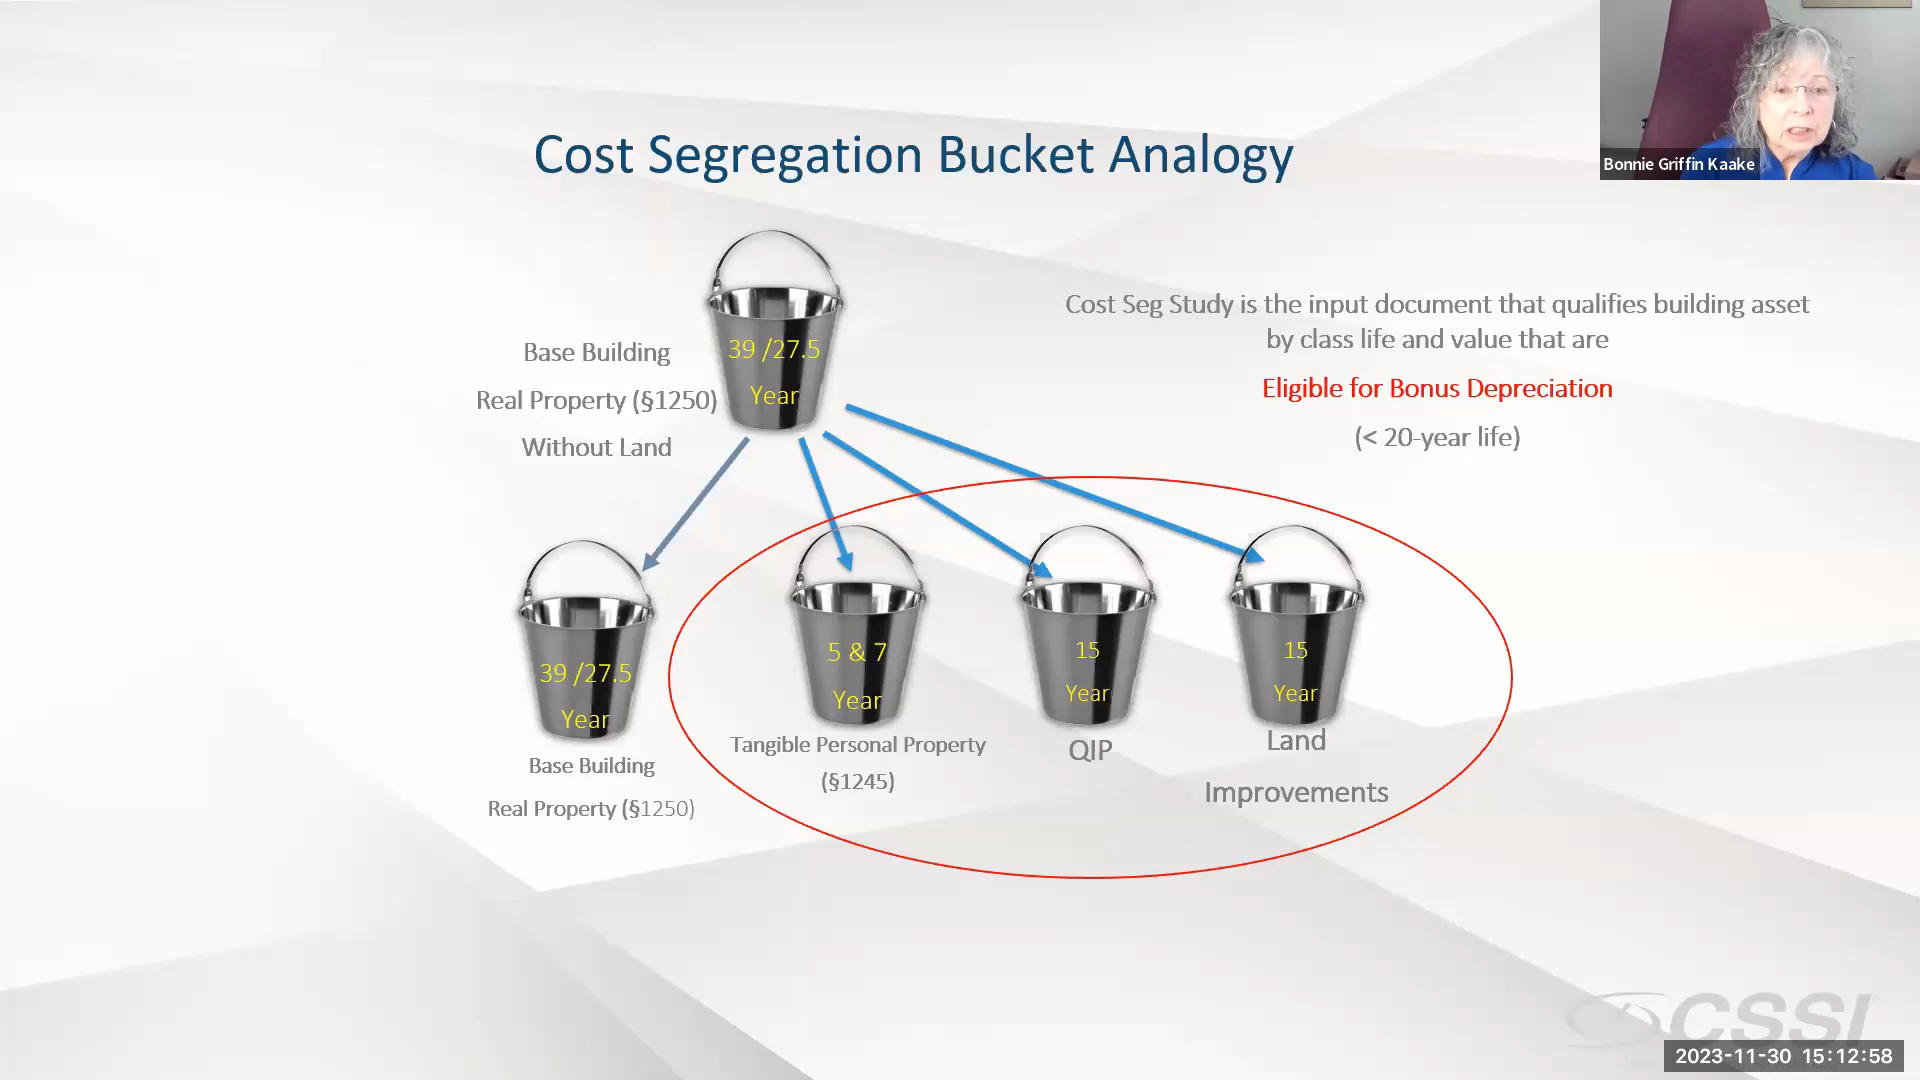 Bonnie Griffin Kaake
Cost Segregation Bucket Analogy
39 /27.5
Year
Base Building
Real Property (§1250)
Without Land
Cost Seg Study is the input document that qualifies building asset
by class life and value that are
Eligible for Bonus Depreciation
(< 20-year life)
39 /27.5
Year
Base Building
Real Property (§1250)
5 & 7
Year
Tangible Personal Property
(§1245)
15
Year
QIP
15
Year
Land
Improvements
CSSI
2023-11-30 15:12:58